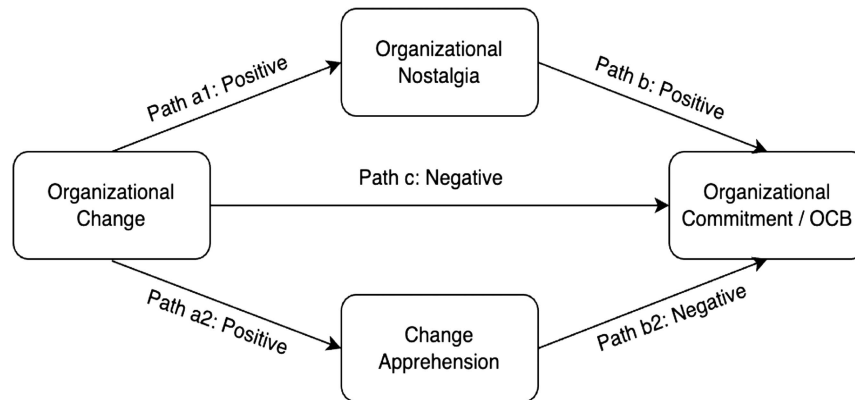 Organizational
Nostalgia
Path a1: Positive
Path b: Positive
Organizational
Change
Path c: Negative
Organizational
Commitment / OCB
Path a2: Positive
Path b2: Negative
Change
Apprehension